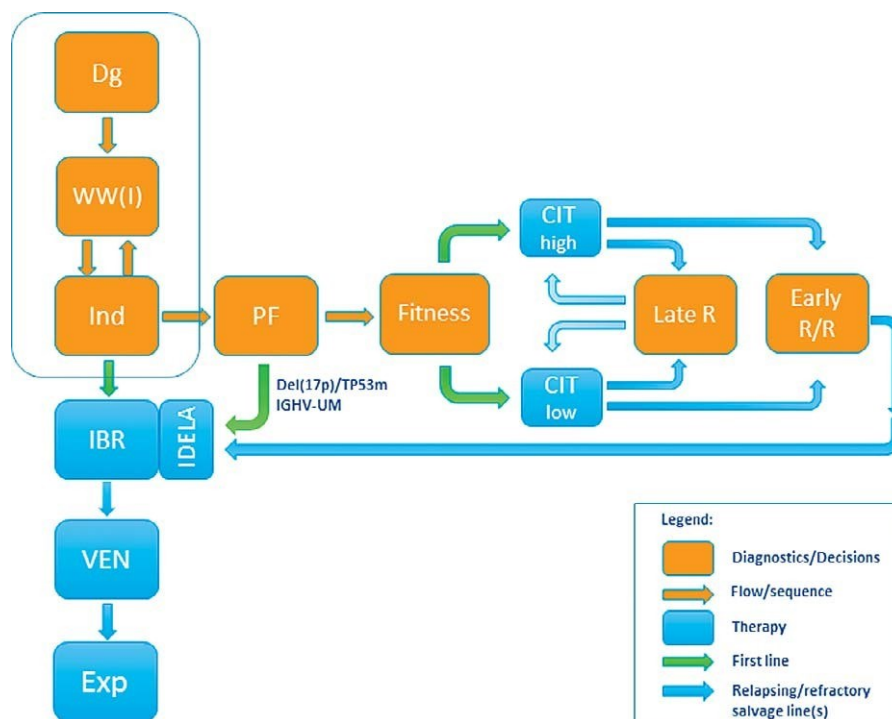 Dg
WW(I)
Ind
PF
Fitness
CIT
high
Late R
Early
R/R
CIT
low
Del(17p)/TP53m
IGHV-UM
IBR
IDELA
VEN
Exp
Legend:
Diagnostics/Decisions
Flow/sequence
Therapy
First line
Relapsing/refractory
salvage line(s)